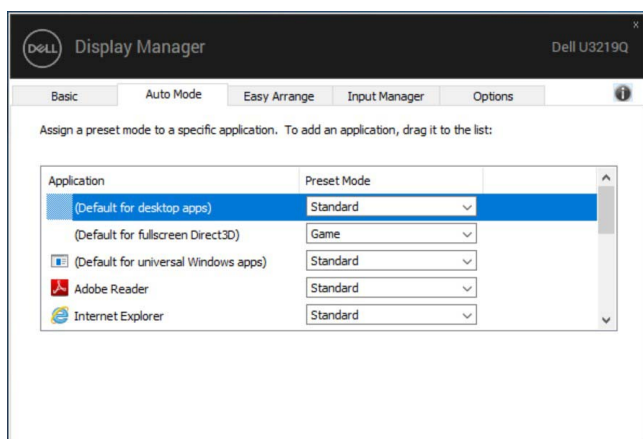 x
DELL Display Manager Dell U3219Q
Basic Auto Mode Easy Arrange Input Manager Options
Assign a preset mode to a specific application. To add an application, drag it to the list:
Application Preset Mode
(Default for desktop apps) Standard
(Default for fullscreen Direct3D) Game
(Default for universal Windows apps) Standard
Adobe Reader Standard
Internet Explorer Standard